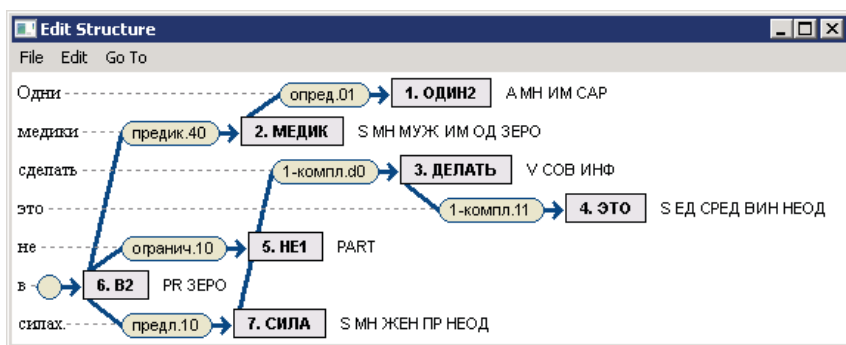 Edit Structure
File Edit Go To
Одни опред.01 1. ОДИН2 А МН ИМ CAP
медики предик.40 2. МЕДИК S МН МУЖ ИМ ОД ЗЕРО
сделать 1-компл.d0 3. ДЕЛАТЬ V СОВ ИНФ
это 1-компл.11 4. ЭТО S ЕД СРЕД ВИН НЕОД
не огранич.10 5. НЕ1 PART
в 6. В2 PR ЗЕРО
силах. предл.10 7. СИЛА S МН ЖЕН ПР НЕОД